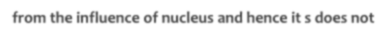 from the influence of nucleus and hence it s does not